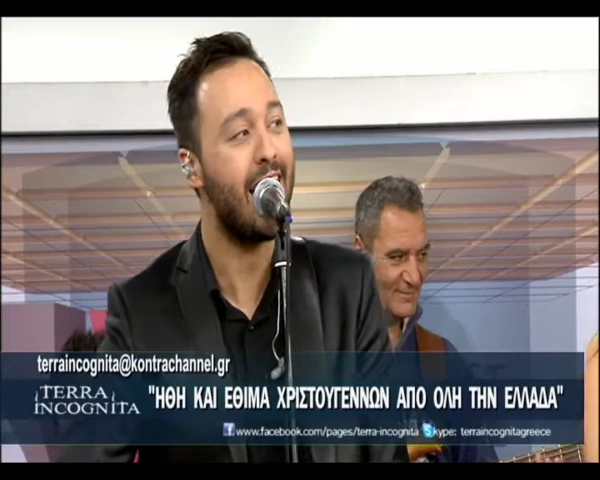 terraincognita@kontrachannel.gr
TERRA INCOGNITA
"ΗΘΗ ΚΑΙ ΕΘΙΜΑ ΧΡΙΣΤΟΥΓΕΝΝΩΝ ΑΠΟ ΟΛΗ ΤΗΝ ΕΛΛΑΔΑ"
www.facebook.com/pages/terra-incognita Skype: terraincognitagreece